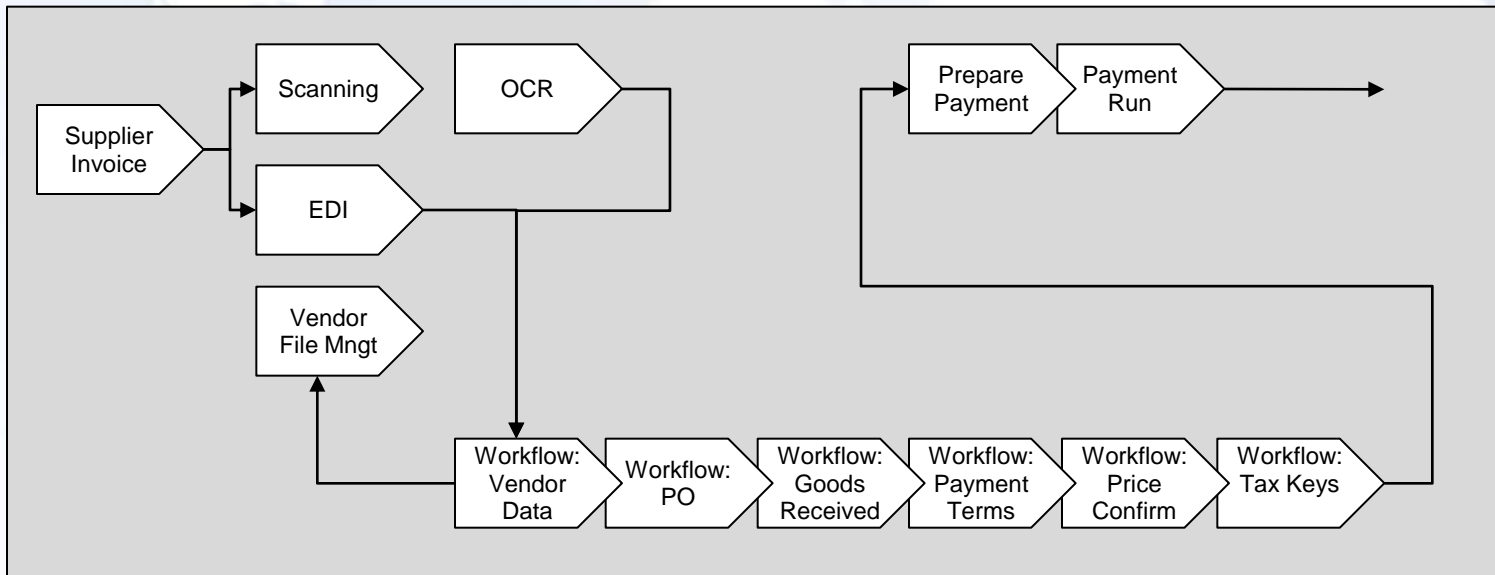 Supplier
Invoice
Scanning
OCR
EDI
Vendor
File Mngt
Workflow:
Vendor
Data
Workflow:
PO
Workflow:
Goods
Received
Workflow:
Payment
Terms
Workflow:
Price
Confirm
Workflow:
Tax Keys
Prepare
Payment
Payment
Run